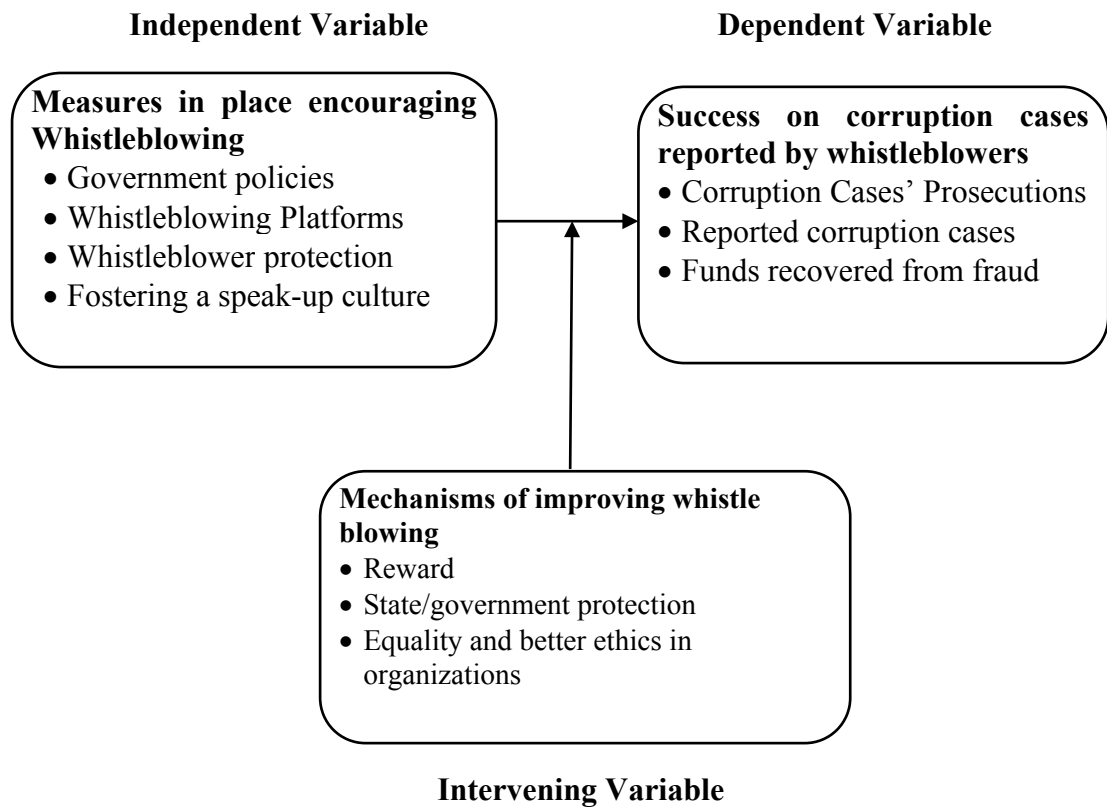 Independent Variable
Dependent Variable
Measures in place encouraging
Whistleblowing
• Government policies
• Whistleblowing Platforms
• Whistleblower protection
• Fostering a speak-up culture
Success on corruption cases
reported by whistleblowers
• Corruption Cases’ Prosecutions
• Reported corruption cases
• Funds recovered from fraud
Mechanisms of improving whistle
blowing
• Reward
• State/government protection
• Equality and better ethics in
organizations
Intervening Variable